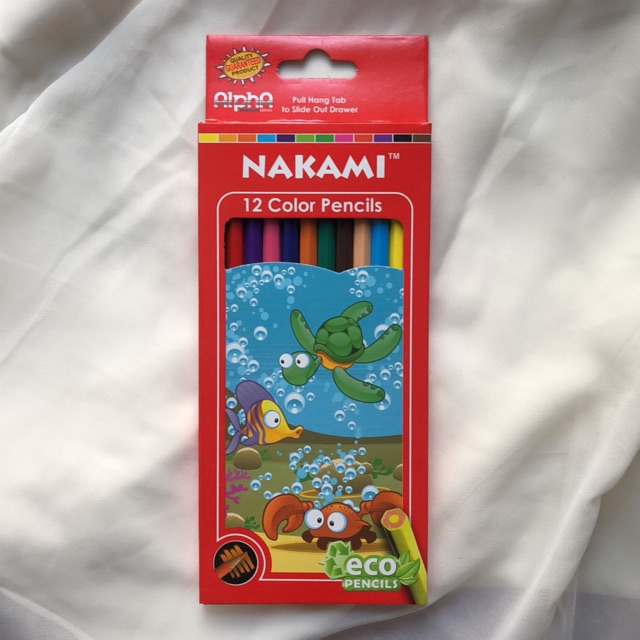 QUALITY
GUARANTEED
PRODUCT
AlphA
Pull Hang Tab
to Slide Out Drawer
NAKAMI™
12 Color Pencils
eco
PENCILS